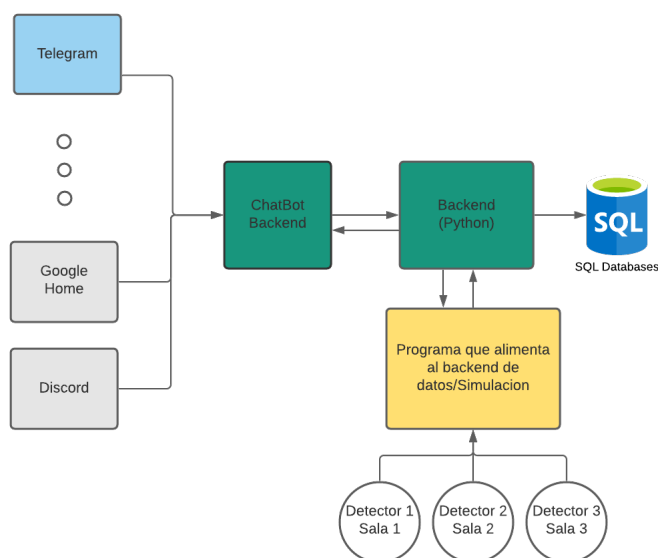 Telegram
ChatBot
Backend
Backend
(Python)
SQL
SQL Databases
Google
Home
Discord
Programa que alimenta
al backend de
datos/Simulacion
Detector 1
Sala 1
Detector 2
Sala 2
Detector 3
Sala 3